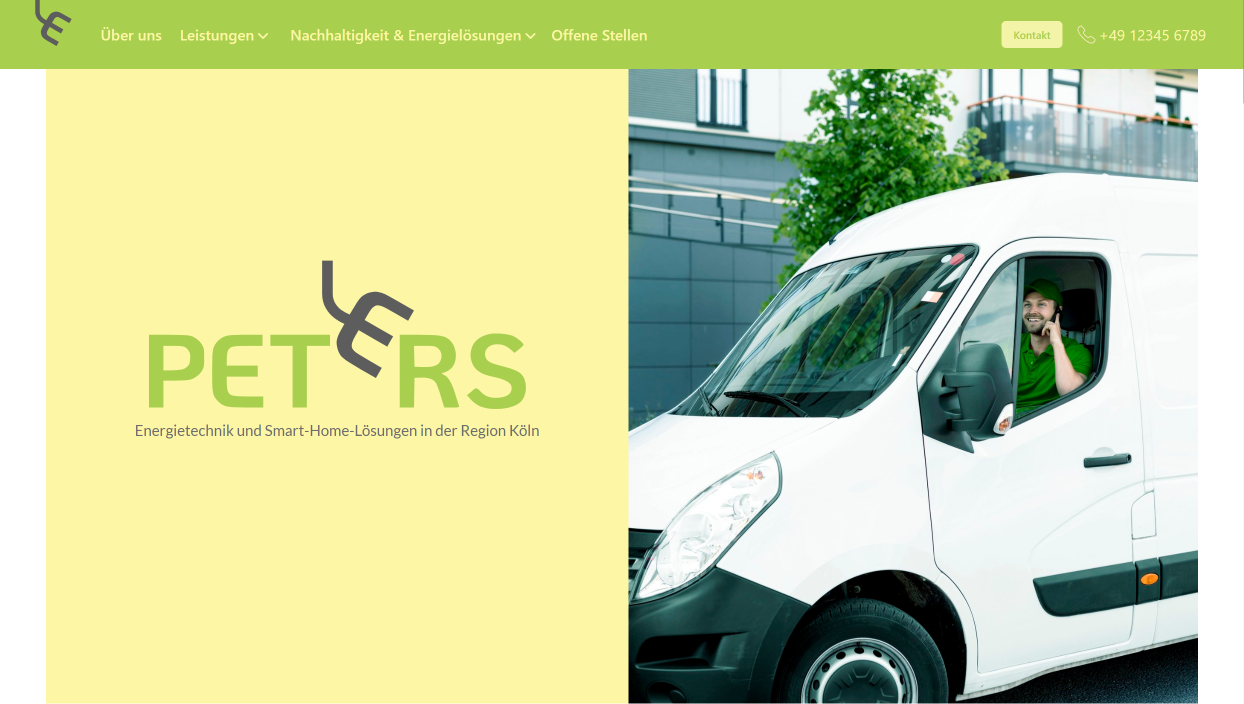 Über uns Leistungen Nachhaltigkeit & Energielösungen Offene Stellen Kontakt +49 12345 6789
PETERS
Energietechnik und Smart-Home-Lösungen in der Region Köln